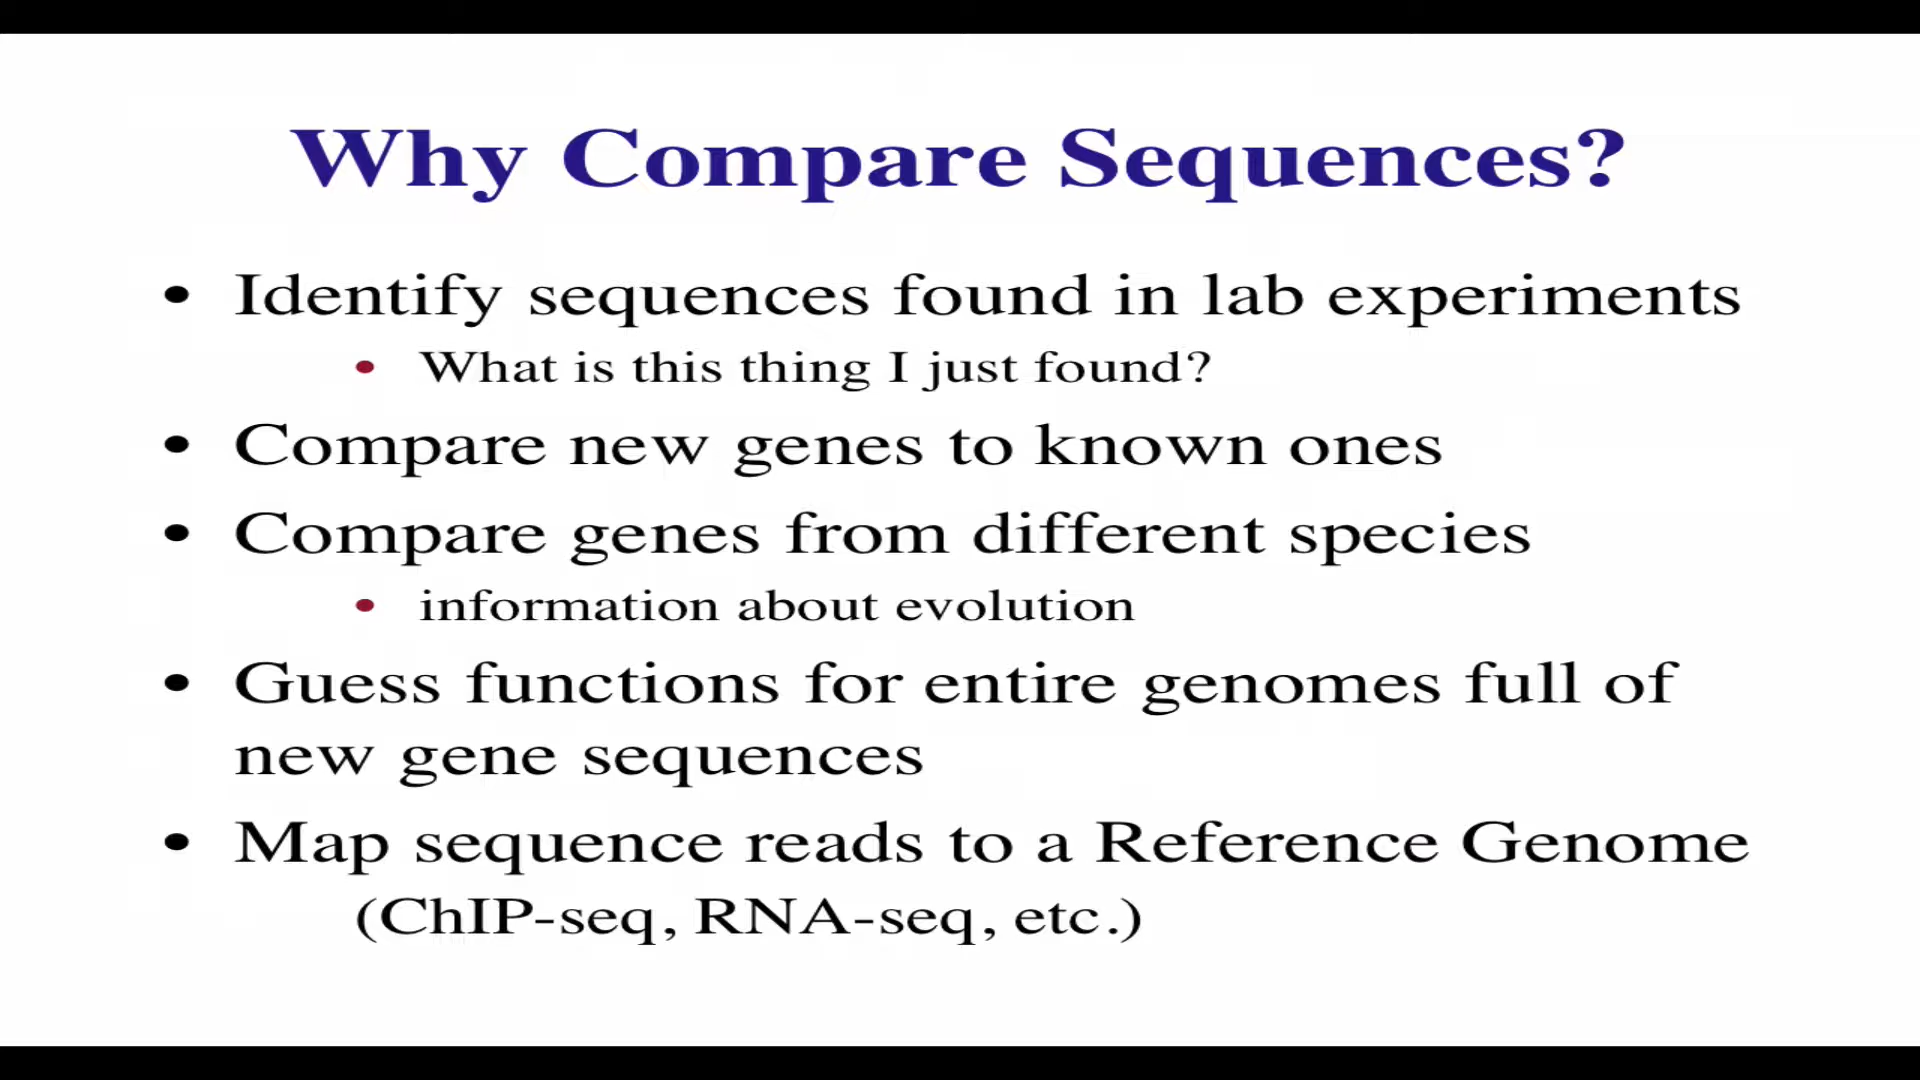 Why Compare Sequences?
• Identify sequences found in lab experiments
• What is this thing I just found?
• Compare new genes to known ones
• Compare genes from different species
• information about evolution
• Guess functions for entire genomes full of
new gene sequences
• Map sequence reads to a Reference Genome
(ChIP-seq, RNA-seq, etc.)